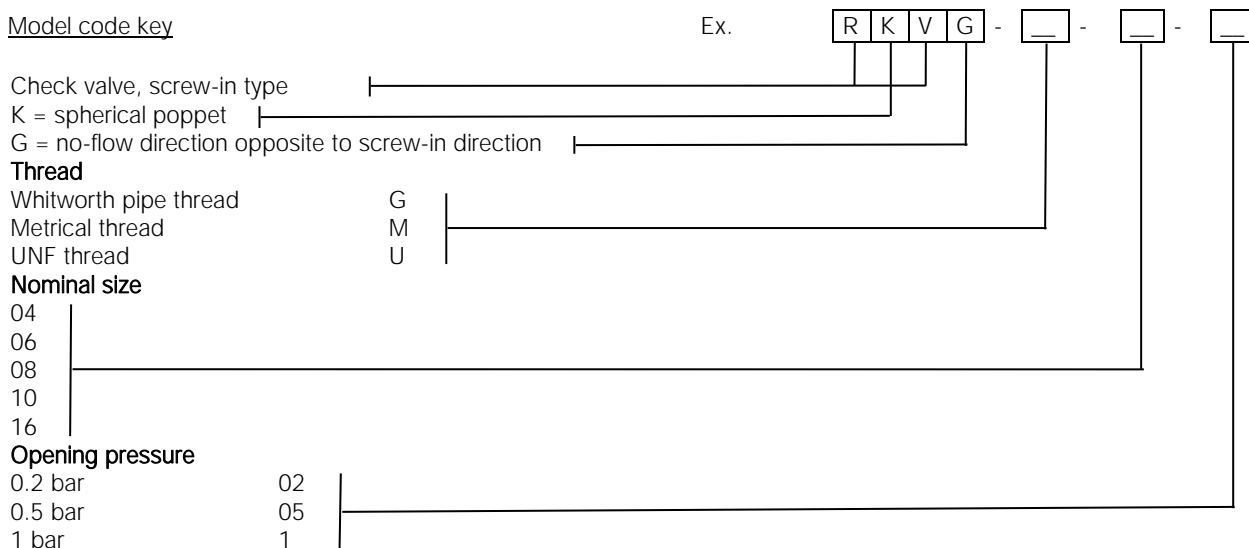 Model code key Ex. R K V G - __ - __ - __
Check valve, screw-in type
K = spherical poppet
G = no-flow direction opposite to screw-in direction
Thread
Whitworth pipe thread G
Metrical thread M
UNF thread U
Nominal size
04
06
08
10
16
Opening pressure
0.2 bar 02
0.5 bar 05
1 bar 1